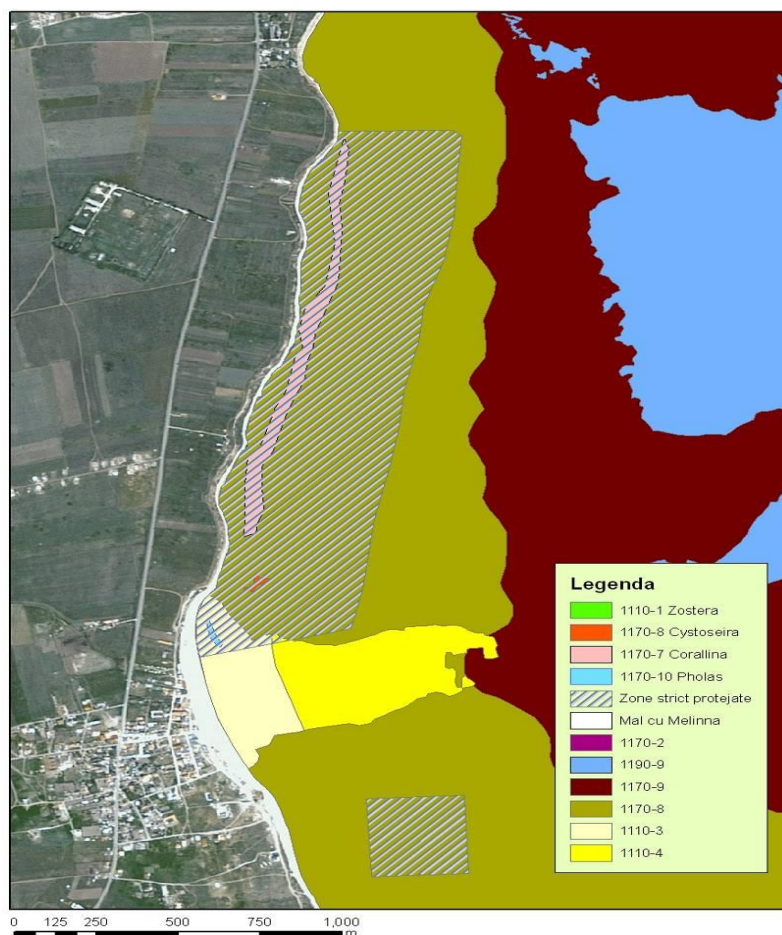 Legenda
1110-1 Zostera
1170-8 Cystoseira
1170-7 Corallina
1170-10 Pholas
Zone strict protejate
Mal cu Melinna
1170-2
1190-9
1170-9
1170-8
1110-3
1110-4
0 125 250 500 750 1,000
m